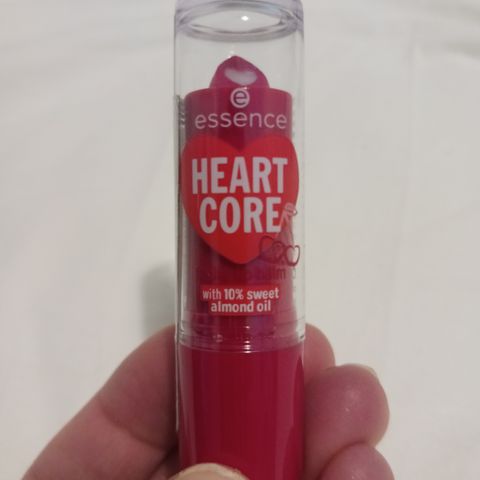 essence
HEART
CORE
with 10% sweet
almond oil